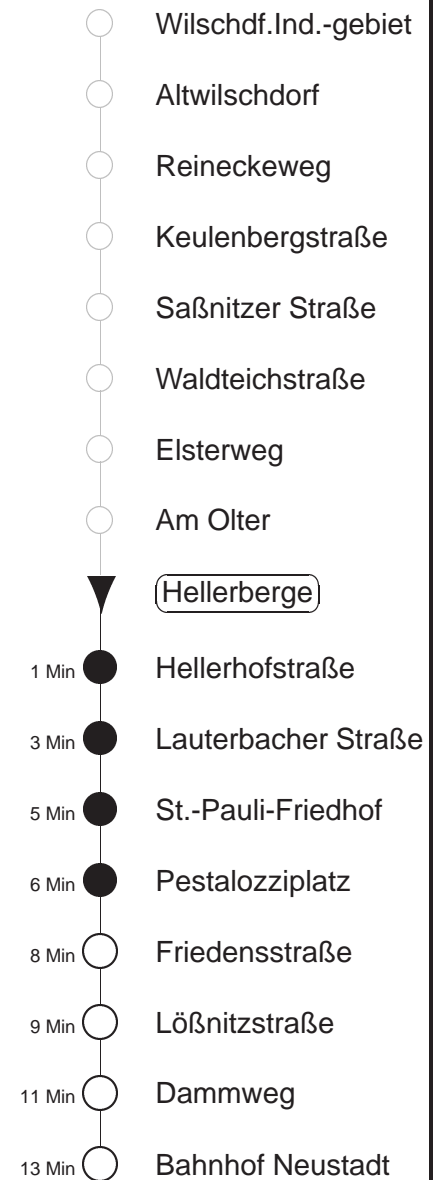 Wilschdf.Ind.-gebiet
Altwilschdorf
Reineckeweg
Keulenbergstraße
Saßnitzer Straße
Waldteichstraße
Elsterweg
Am Olter
Hellerberge
1 Min Hellerhofstraße
3 Min Lauterbacher Straße
5 Min St.-Pauli-Friedhof
6 Min Pestalozziplatz
8 Min Friedensstraße
9 Min Lößnitzstraße
11 Min Dammweg
13 Min Bahnhof Neustadt